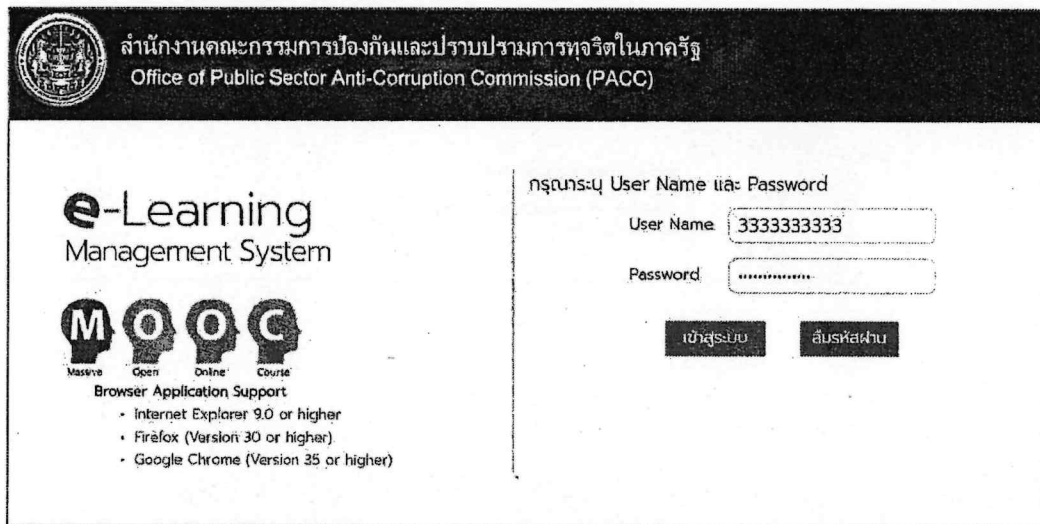 สำนักงานคณะกรรมการป้องกันและปราบปรามการทุจริตในภาครัฐ
Office of Public Sector Anti-Corruption Commission (PACC)
e-Learning
Management System
MOOC
Massive Open Online Course
Browser Application Support
• Internet Explorer 9.0 or higher
• Firefox (Version 30 or higher)
• Google Chrome (Version 35 or higher)
กรุณาระบุ User Name และ Password
User Name 3333333333
Password
เข้าสู่ระบบ ลืมรหัสผ่าน